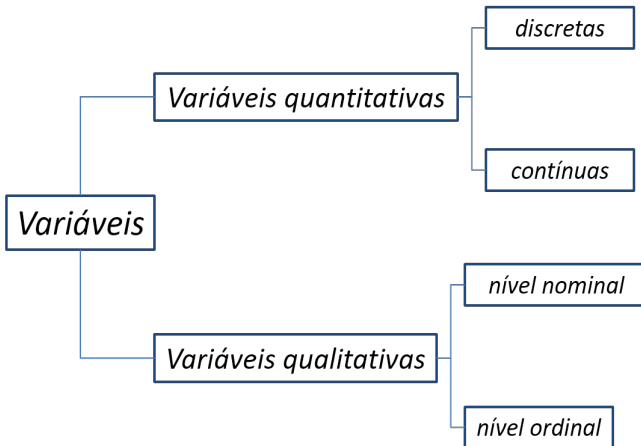 Variáveis
Variáveis quantitativas
discretas
contínuas
Variáveis qualitativas
nível nominal
nível ordinal